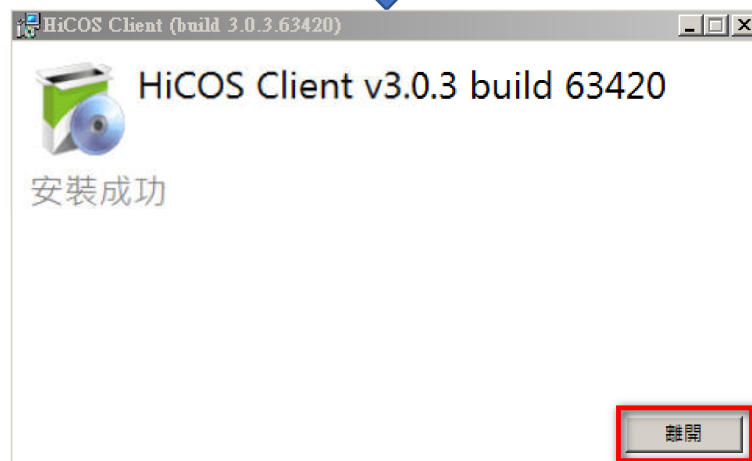 HiCOS Client (build 3.0.3.63420)
HiCOS Client v3.0.3 build 63420
安裝成功
離開